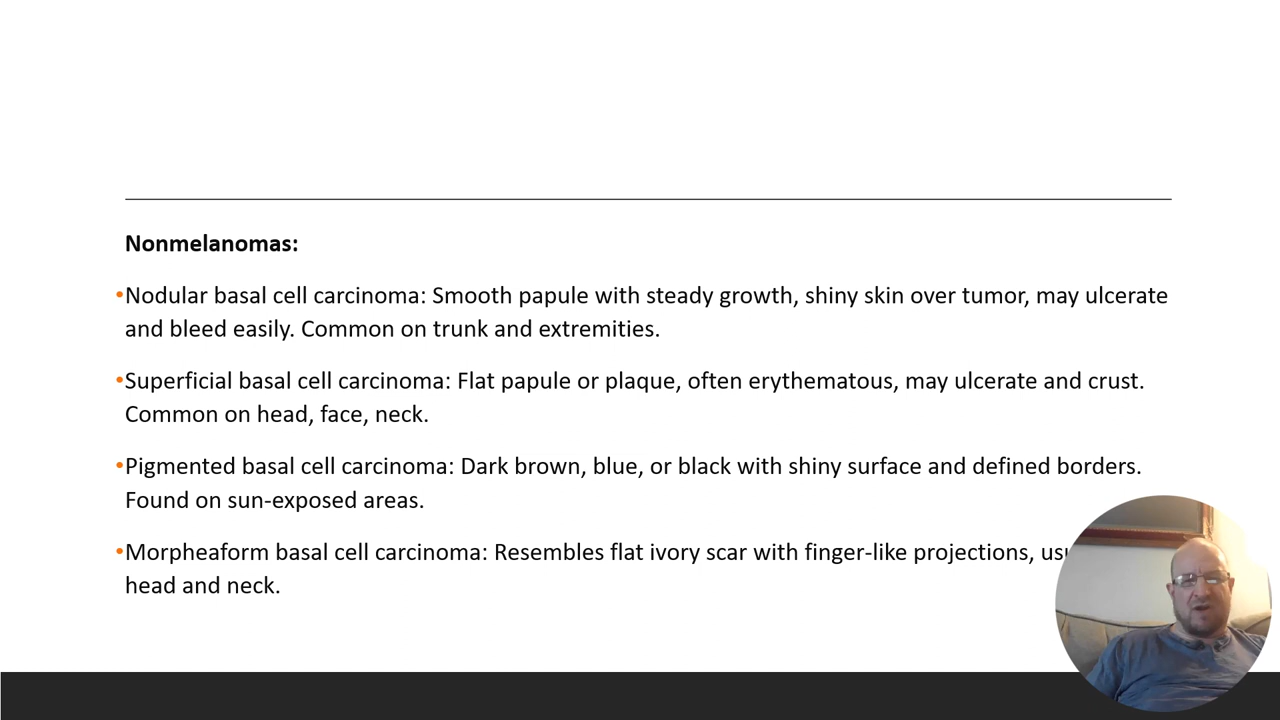 Nonmelanomas:
•Nodular basal cell carcinoma: Smooth papule with steady growth, shiny skin over tumor, may ulcerate
and bleed easily. Common on trunk and extremities.
•Superficial basal cell carcinoma: Flat papule or plaque, often erythematous, may ulcerate and crust.
Common on head, face, neck.
•Pigmented basal cell carcinoma: Dark brown, blue, or black with shiny surface and defined borders.
Found on sun-exposed areas.
•Morpheaform basal cell carcinoma: Resembles flat ivory scar with finger-like projections,
head and neck.